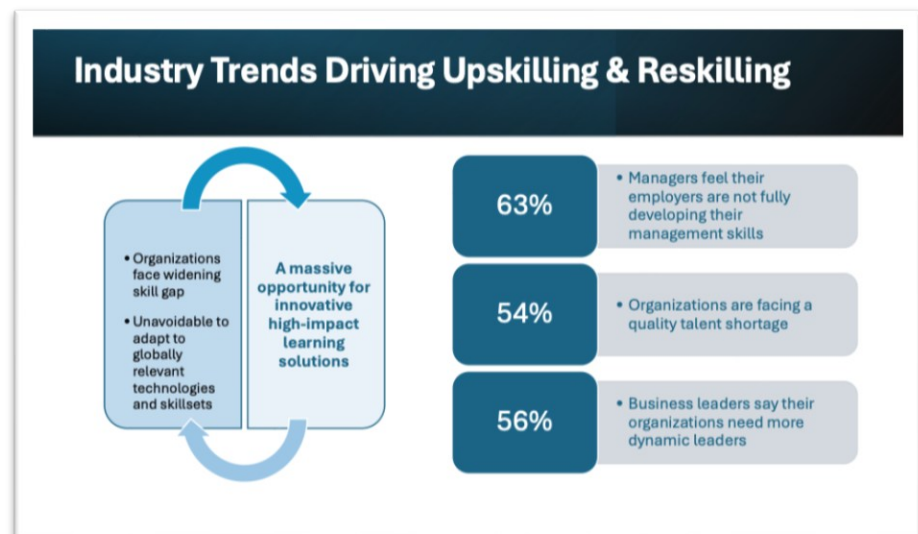 Industry Trends Driving Upskilling & Reskilling
• Organizations
face widening
skill gap
• Unavoidable to
adapt to
globally
relevant
technologies
and skillsets
A massive
opportunity for
innovative
high-impact
learning
solutions
63%
• Managers feel their
employers are not fully
developing their
management skills
54%
• Organizations are facing a
quality talent shortage
56%
• Business leaders say their
organizations need more
dynamic leaders